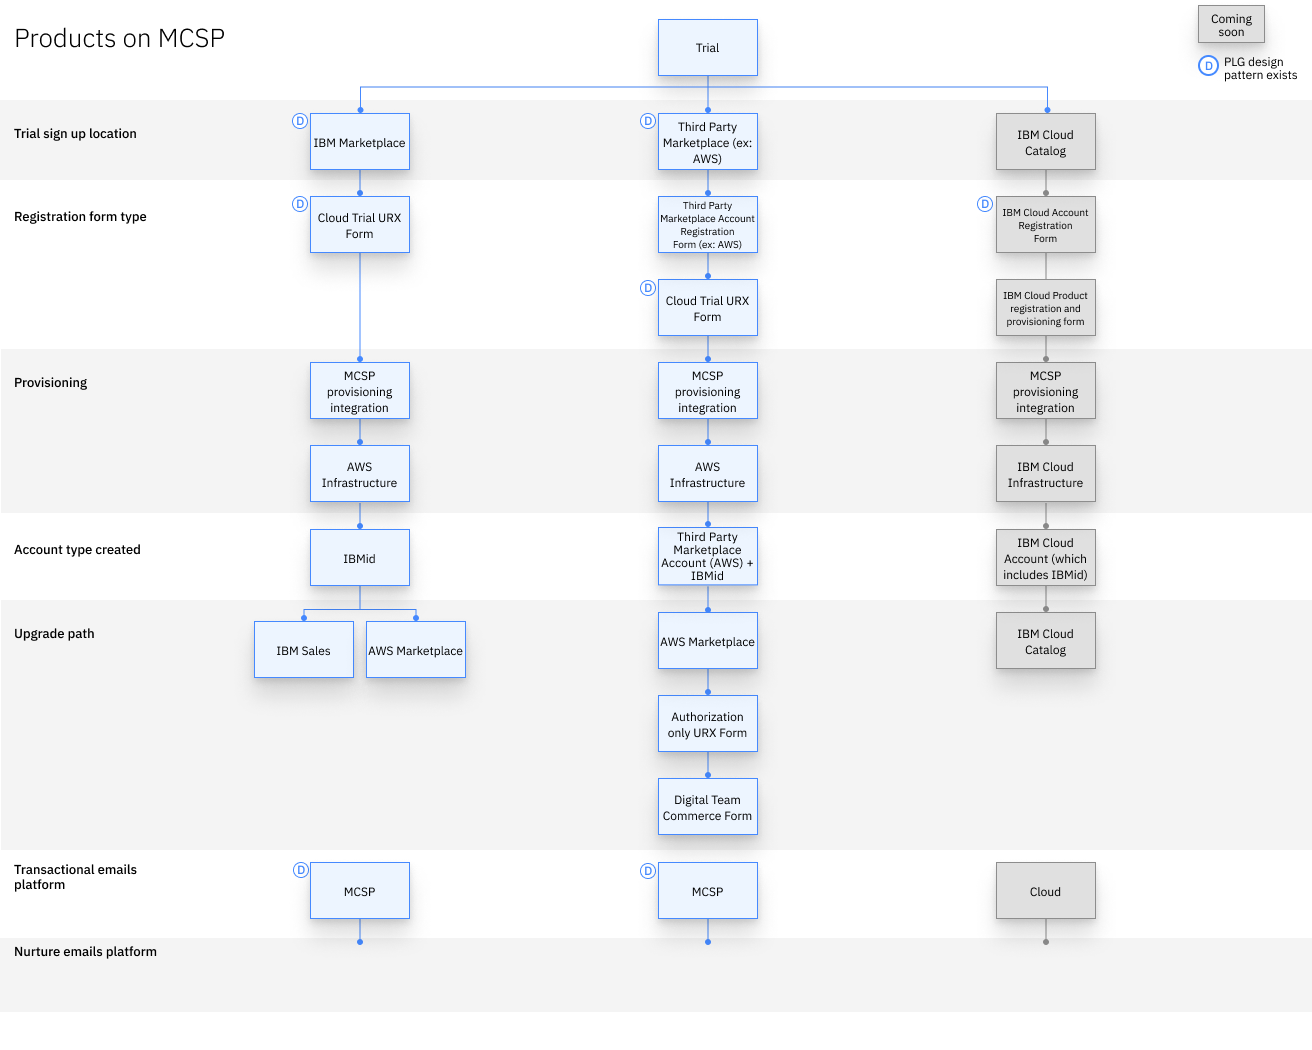 Products on MCSP
Trial
Coming
soon
D
PLG design
pattern exists
Trial sign up location
D
IBM Marketplace
D
Third Party
Marketplace (ex:
AWS)
IBM Cloud
Catalog
Registration form type
D
Cloud Trial URX
Form
Third Party
Marketplace Account
Registration
Form (ex: AWS)
D
IBM Cloud Account
Registration
Form
D
Cloud Trial URX
Form
IBM Cloud Product
registration and
provisioning form
Provisioning
MCSP
provisioning
integration
MCSP
provisioning
integration
MCSP
provisioning
integration
AWS
Infrastructure
AWS
Infrastructure
IBM Cloud
Infrastructure
Account type created
IBMid
Third Party
Marketplace
Account (AWS) +
IBMid
IBM Cloud
Account (which
includes IBMid)
Upgrade path
IBM Sales
AWS Marketplace
AWS Marketplace
IBM Cloud
Catalog
Authorization
only URX Form
Digital Team
Commerce Form
Transactional emails
platform
D
MCSP
D
MCSP
Cloud
Nurture emails platform